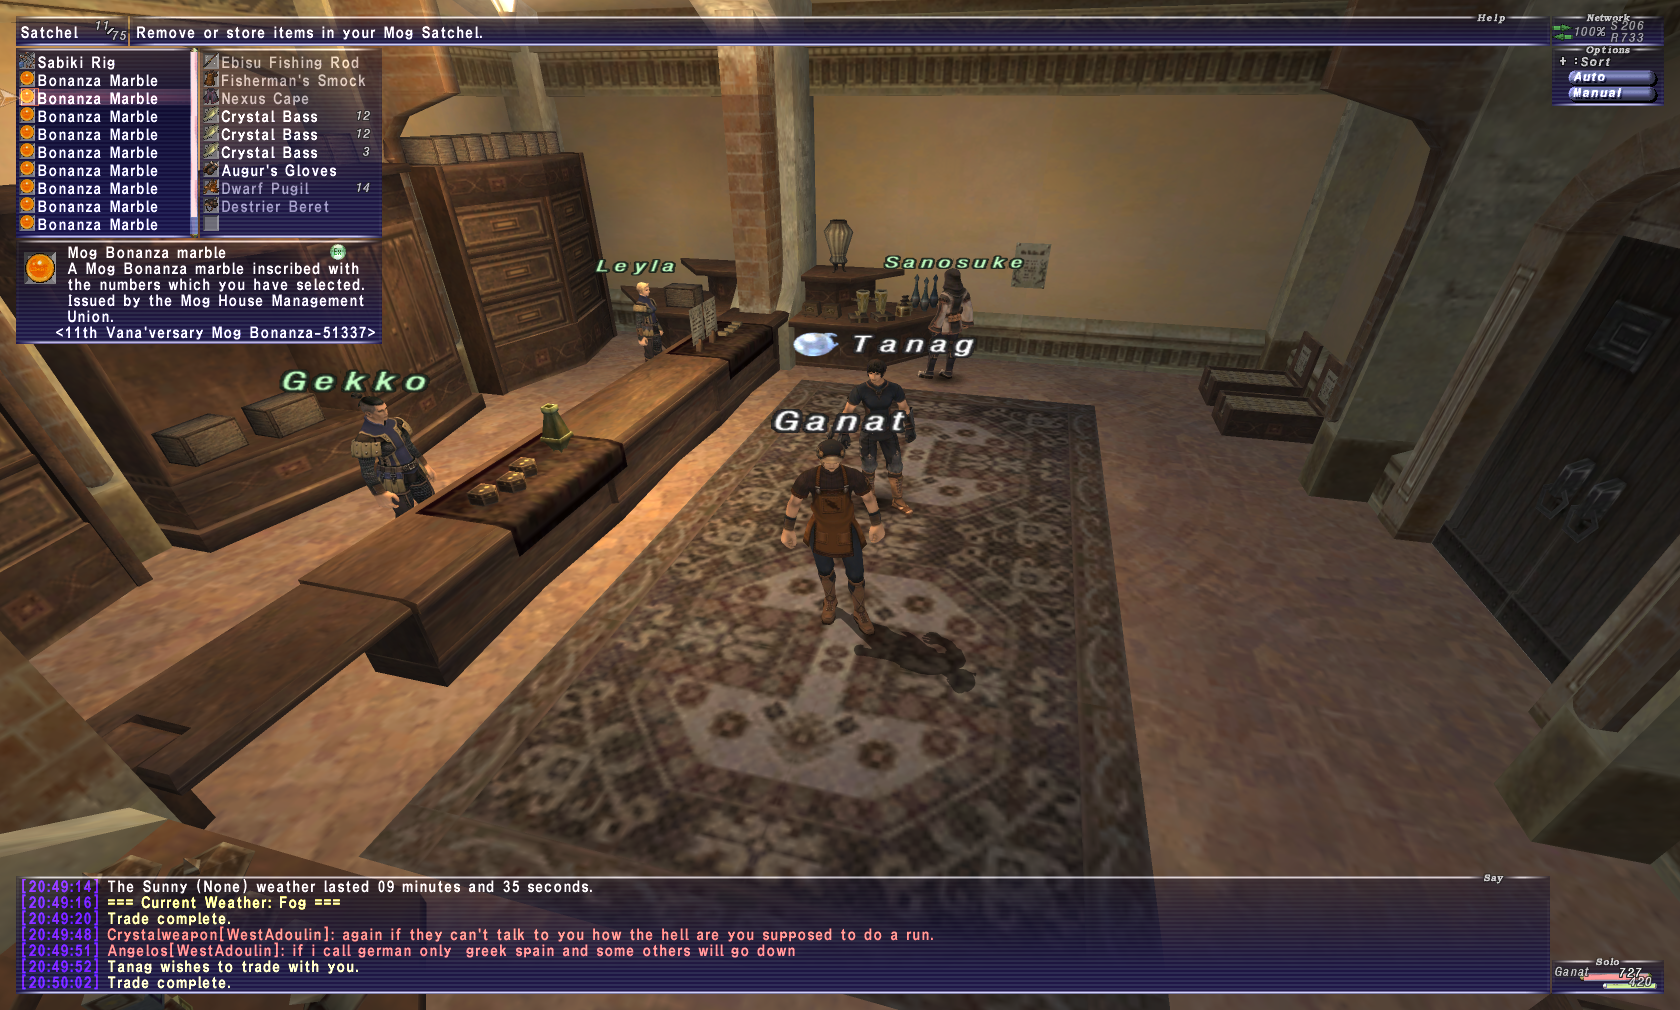 Satchel 11/75
Remove or store items in your Mog Satchel.
Help
Network
100% S 206
R 733
Options
+ :Sort
Auto
Manual
Sabiki Rig
Bonanza Marble
Bonanza Marble
Bonanza Marble
Bonanza Marble
Bonanza Marble
Bonanza Marble
Bonanza Marble
Bonanza Marble
Bonanza Marble
Ebisu Fishing Rod
Fisherman's Smock
Nexus Cape
Crystal Bass 12
Crystal Bass 12
Crystal Bass 3
Augur's Gloves
Dwarf Pugil 14
Destrier Beret
Mog Bonanza marble
Ex
A Mog Bonanza marble inscribed with
the numbers which you have selected.
Issued by the Mog House Management
Union.
<11th Vana'versary Mog Bonanza-51337>
Leyla
Sanosuke
Tanag
Gekko
Ganat
Say
[20:49:14] The Sunny (None) weather lasted 09 minutes and 35 seconds.
[20:49:16] === Current Weather: Fog ===
[20:49:20] Trade complete.
[20:49:48] Crystalweapon[WestAdoulin]: again if they can't talk to you how the hell are you supposed to do a run.
[20:49:51] Angelos[WestAdoulin]: if i call german only  greek spain and some others will go down
[20:49:52] Tanag wishes to trade with you.
[20:50:02] Trade complete.
Solo
Ganat 727
420